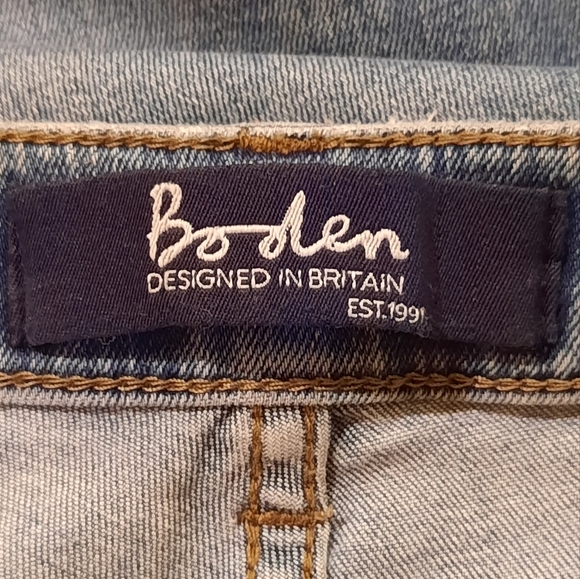 Boden
DESIGNED IN BRITAIN
EST.1991